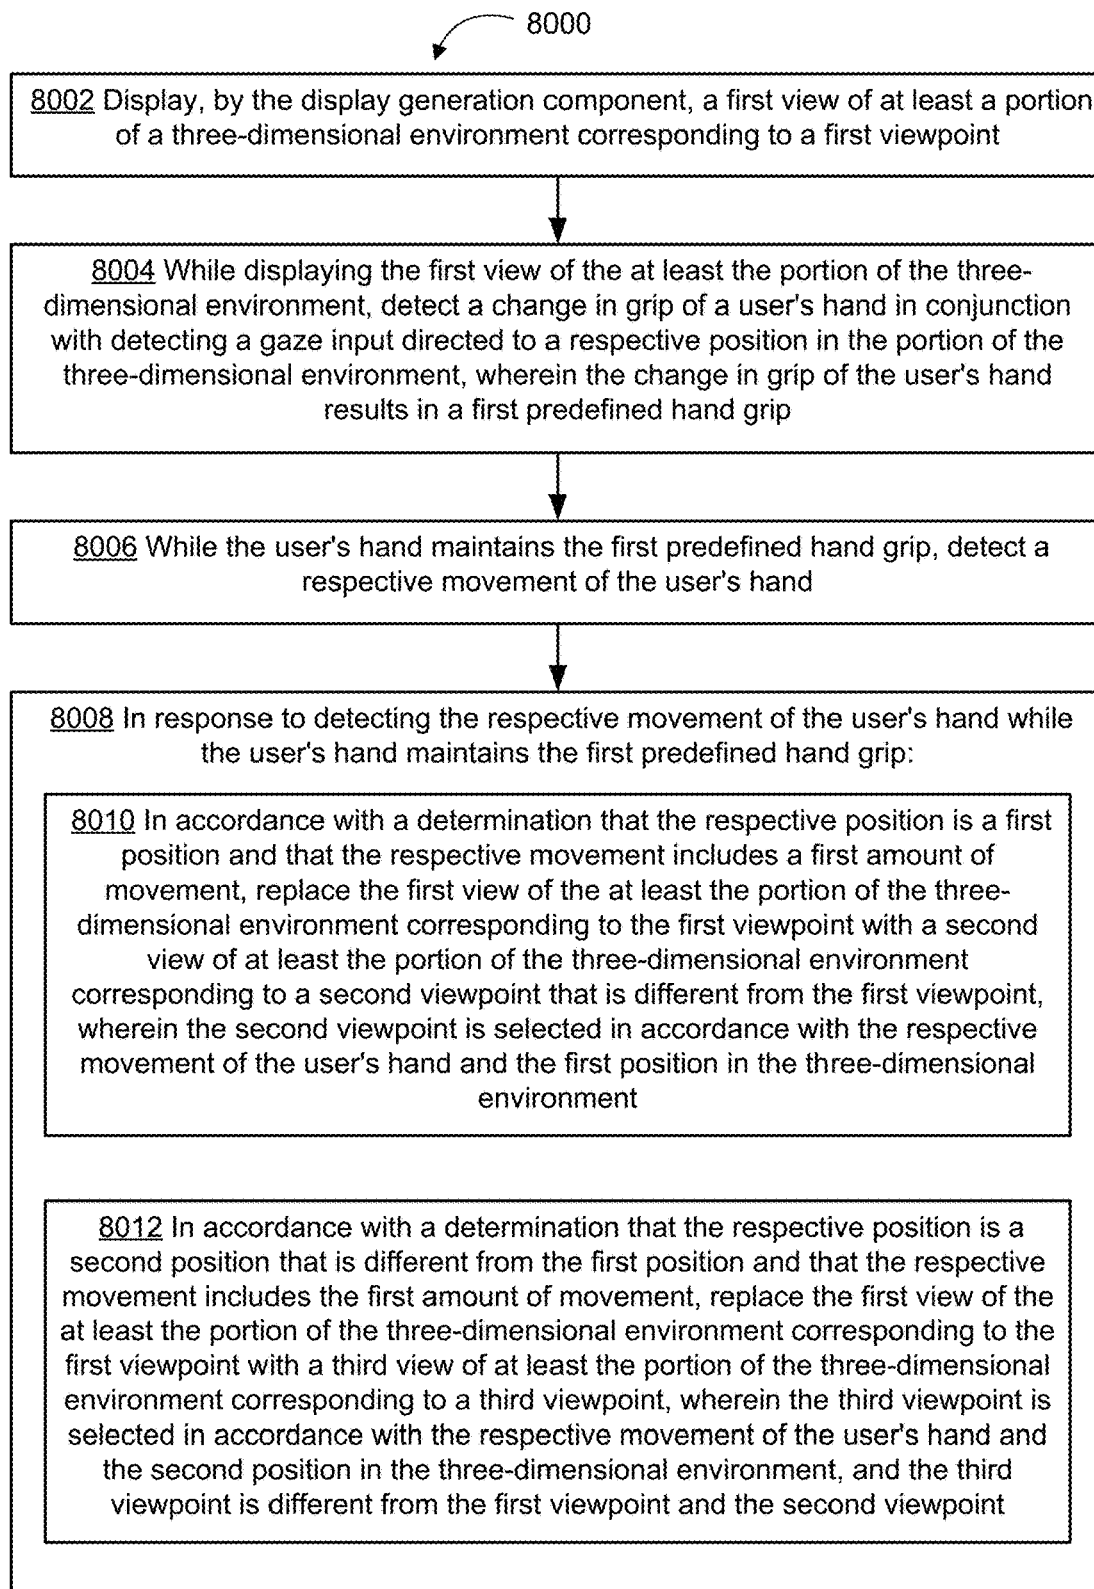 8000
8002 Display, by the display generation component, a first view of at least a portion
of a three-dimensional environment corresponding to a first viewpoint
8004 While displaying the first view of the at least the portion of the three-
dimensional environment, detect a change in grip of a user's hand in conjunction
with detecting a gaze input directed to a respective position in the portion of the
three-dimensional environment, wherein the change in grip of the user's hand
results in a first predefined hand grip
8006 While the user's hand maintains the first predefined hand grip, detect a
respective movement of the user's hand
8008 In response to detecting the respective movement of the user's hand while
the user's hand maintains the first predefined hand grip:
8010 In accordance with a determination that the respective position is a first
position and that the respective movement includes a first amount of
movement, replace the first view of the at least the portion of the three-
dimensional environment corresponding to the first viewpoint with a second
view of at least the portion of the three-dimensional environment
corresponding to a second viewpoint that is different from the first viewpoint,
wherein the second viewpoint is selected in accordance with the respective
movement of the user's hand and the first position in the three-dimensional
environment
8012 In accordance with a determination that the respective position is a
second position that is different from the first position and that the respective
movement includes the first amount of movement, replace the first view of the
at least the portion of the three-dimensional environment corresponding to the
first viewpoint with a third view of at least the portion of the three-dimensional
environment corresponding to a third viewpoint, wherein the third viewpoint is
selected in accordance with the respective movement of the user's hand and
the second position in the three-dimensional environment, and the third
viewpoint is different from the first viewpoint and the second viewpoint